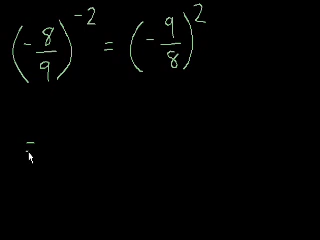 (-8/9)^-2 = (-9/8)^2
=